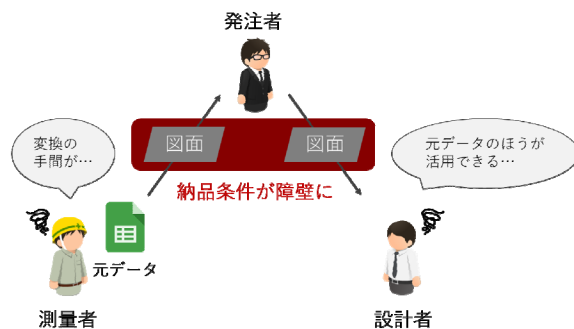 発注者
図面
図面
変換の
手間が…
元データのほうが
活用できる…
納品条件が障壁に
元データ
測量者
設計者